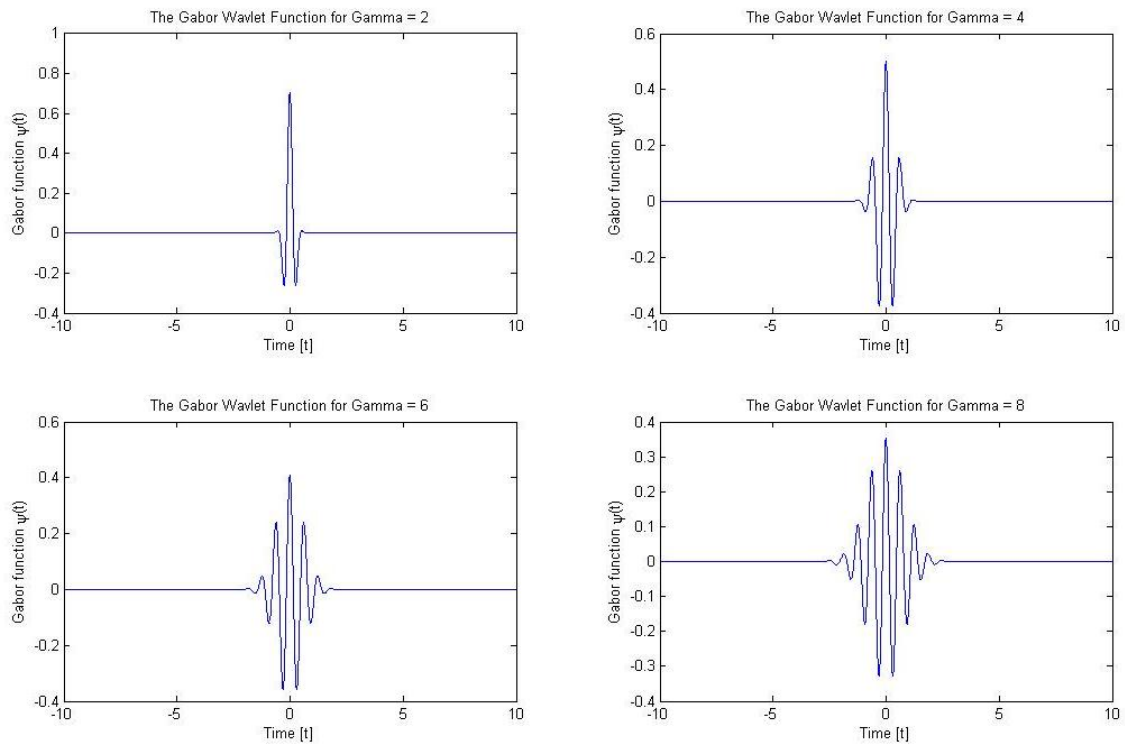 The Gabor Wavlet Function for Gamma = 2
1
0.8
0.6
0.4
0.2
0
-0.2
-0.4
Gabor function ψ(t)
-10 -5 0 5 10
Time [t]
The Gabor Wavlet Function for Gamma = 4
0.6
0.4
0.2
0
-0.2
-0.4
Gabor function ψ(t)
-10 -5 0 5 10
Time [t]
The Gabor Wavlet Function for Gamma = 6
0.6
0.4
0.2
0
-0.2
-0.4
Gabor function ψ(t)
-10 -5 0 5 10
Time [t]
The Gabor Wavlet Function for Gamma = 8
0.4
0.3
0.2
0.1
0
-0.1
-0.2
-0.3
-0.4
Gabor function ψ(t)
-10 -5 0 5 10
Time [t]